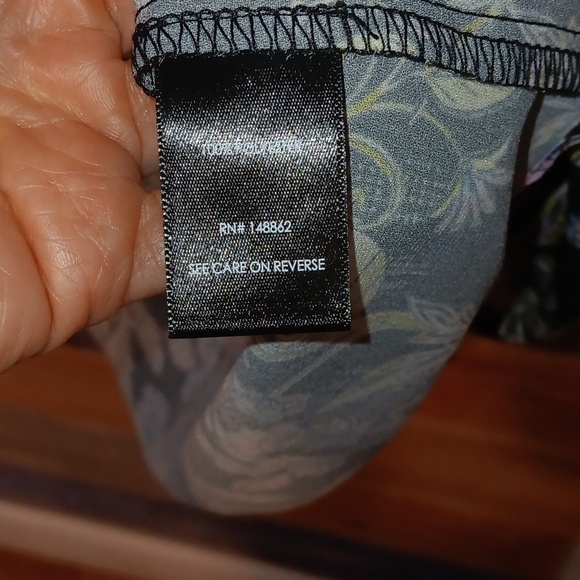 100% POLYESTER
RN# 148862
SEE CARE ON REVERSE